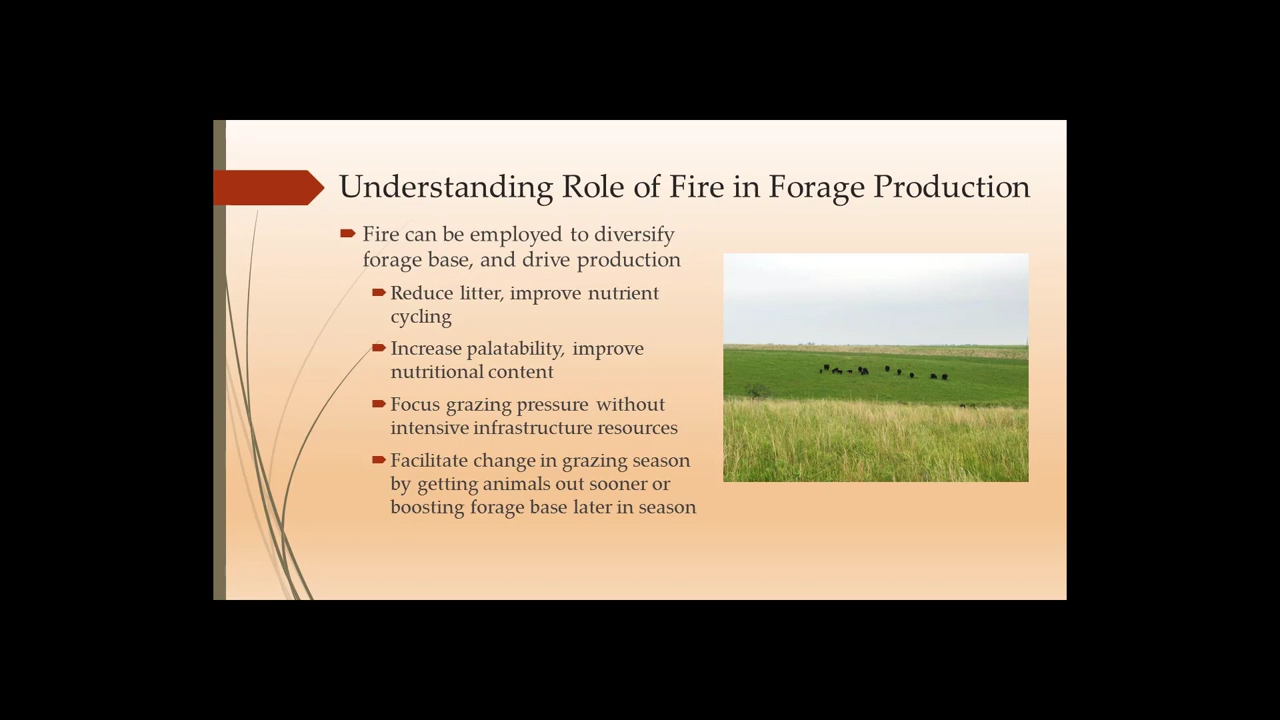 Understanding Role of Fire in Forage Production
Fire can be employed to diversify
forage base, and drive production
Reduce litter, improve nutrient
cycling
Increase palatability, improve
nutritional content
Focus grazing pressure without
intensive infrastructure resources
Facilitate change in grazing season
by getting animals out sooner or
boosting forage base later in season